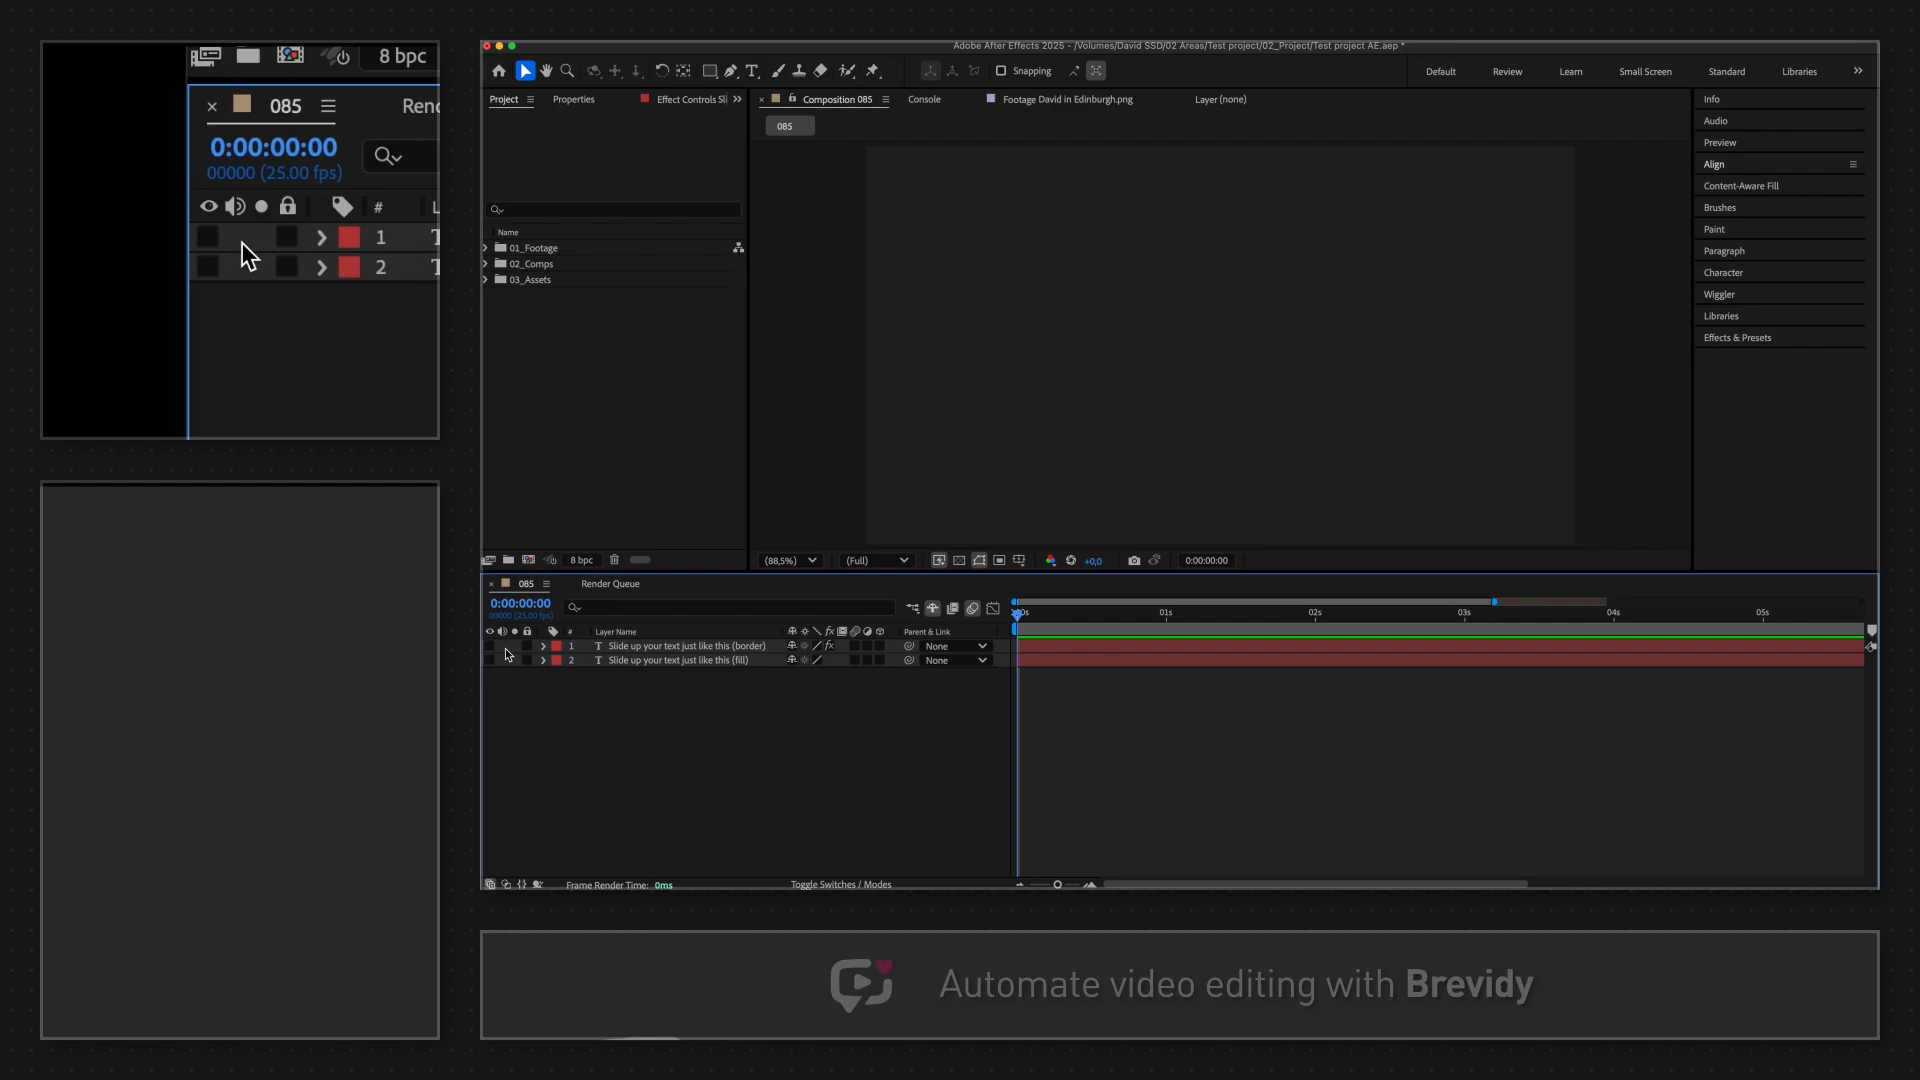 8 bpc
085
0:00:00:00
00000 (25.00 fps)
#
1
2
Adobe After Effects 2025 - /Volumes/David SSD/02 Areas/Test project/02_Project/Test project AE.aep *
Snapping
Default
Review
Learn
Small Screen
Standard
Libraries
Project
Properties
Effect Controls Sli
Composition 085
Console
Footage David in Edinburgh.png
Layer (none)
085
Name
01_Footage
02_Comps
03_Assets
Info
Audio
Preview
Align
Content-Aware Fill
Brushes
Paint
Paragraph
Character
Wiggler
Libraries
Effects & Presets
8 bpc
(88,5%)
(Full)
+0,0
0:00:00:00
085
Render Queue
0:00:00:00
00000 (25.00 fps)
01s
02s
03s
04s
05s
#
Layer Name
Parent & Link
1
T
Slide up your text just like this (border)
fx
None
2
T
Slide up your text just like this (fill)
None
Frame Render Time: 0ms
Toggle Switches / Modes
Automate video editing with Brevidy